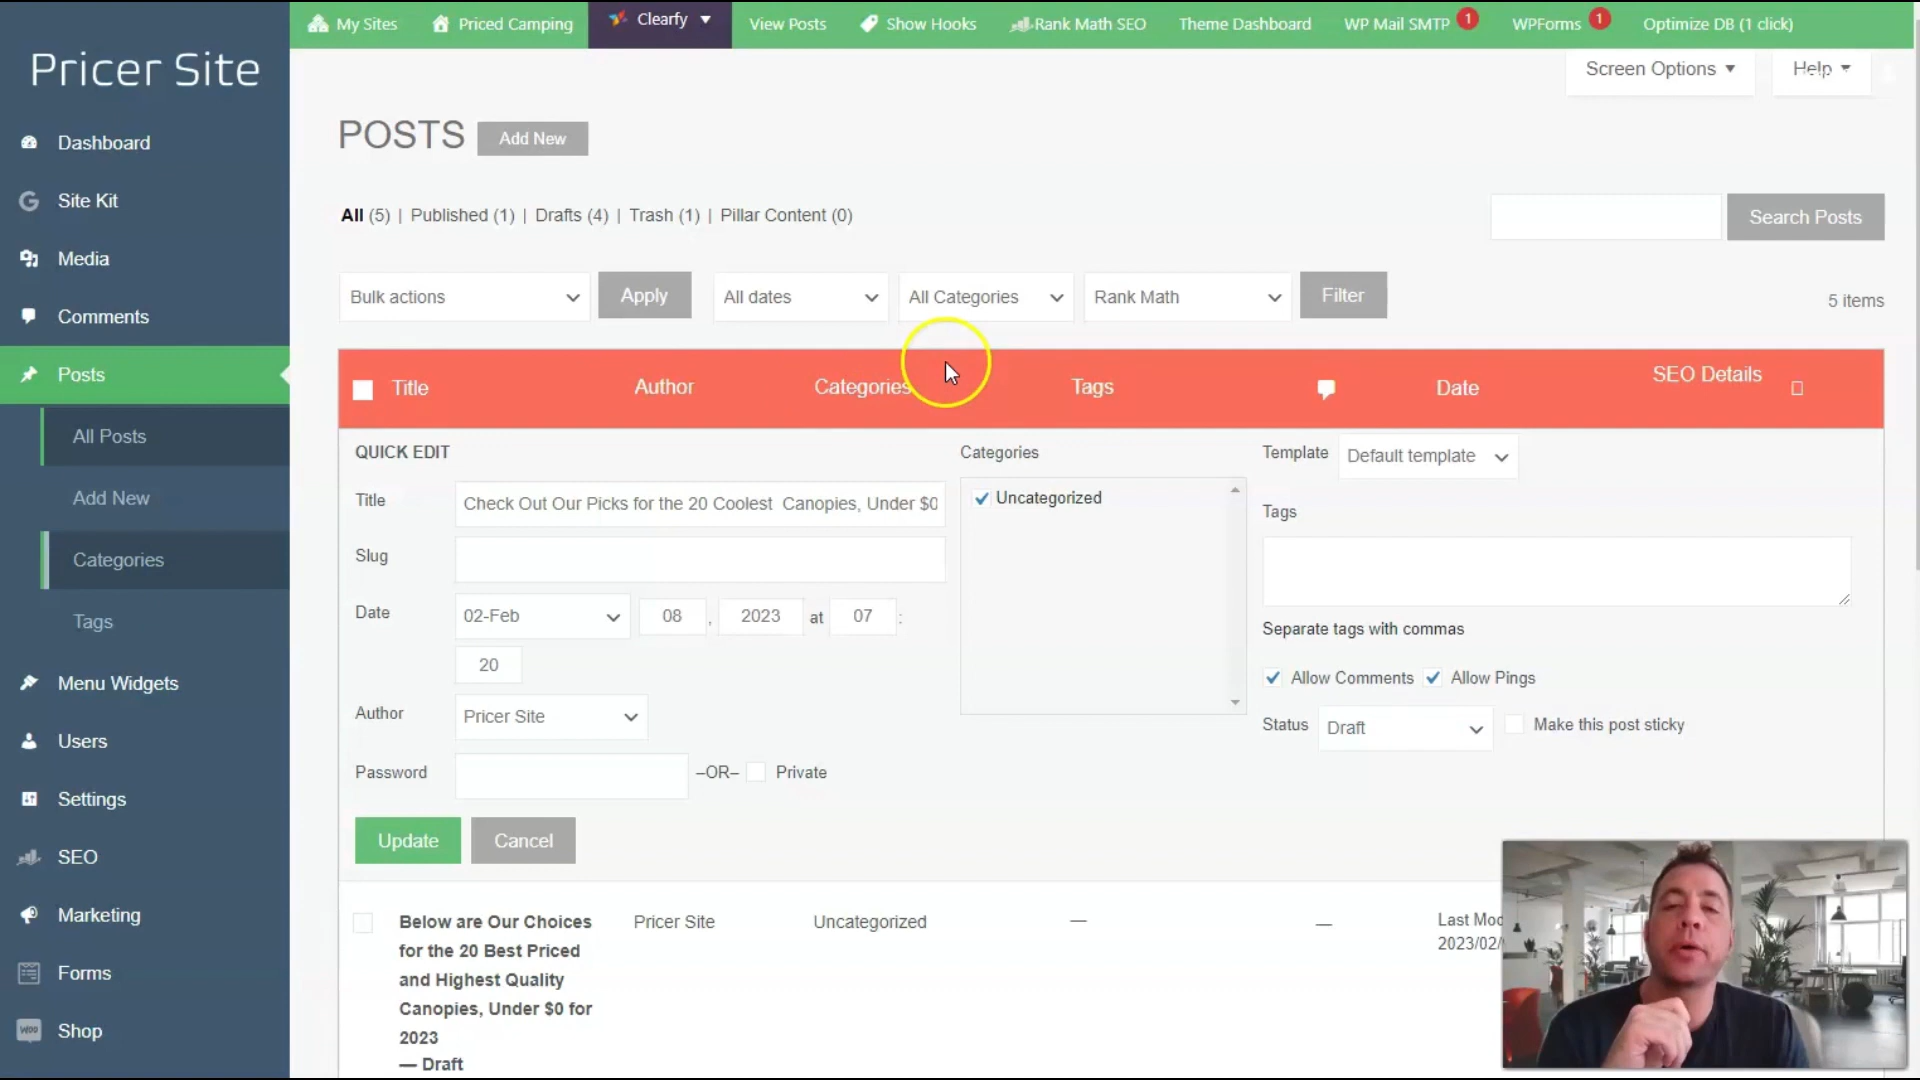 My Sites Priced Camping Clearfy View Posts Show Hooks Rank Math SEO Theme Dashboard WP Mail SMTP 1 WPForms 1 Optimize DB (1 click)
Pricer Site
Screen Options Help
POSTS Add New
Dashboard
Site Kit
Media
Comments
Posts
All Posts
Add New
Categories
Tags
Menu Widgets
Users
Settings
SEO
Marketing
Forms
Shop
All (5) | Published (1) | Drafts (4) | Trash (1) | Pillar Content (0)
Search Posts
Bulk actions Apply All dates All Categories Rank Math Filter
5 items
Title Author Categories Tags Date SEO Details
QUICK EDIT
Title Check Out Our Picks for the 20 Coolest Canopies, Under $0
Slug
Date 02-Feb 08 , 2023 at 07 :
20
Author Pricer Site
Password –OR– Private
Categories
Uncategorized
Template Default template
Tags
Separate tags with commas
Allow Comments Allow Pings
Status Draft Make this post sticky
Update Cancel
Below are Our Choices
for the 20 Best Priced
and Highest Quality
Canopies, Under $0 for
2023
— Draft
Pricer Site Uncategorized — —
Last Mod
2023/02/